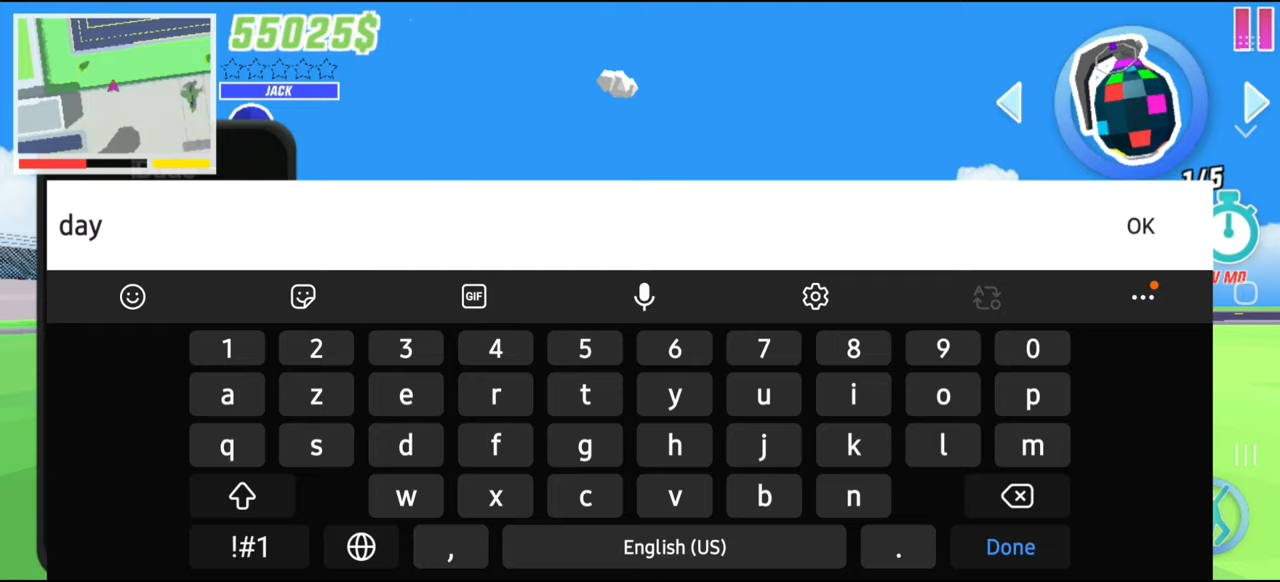 55025$
JACK
1/5
day
OK
GIF
1 2 3 4 5 6 7 8 9 0
a z e r t y u i o p
q s d f g h j k l m
w x c v b n
!#1 , English (US) . Done